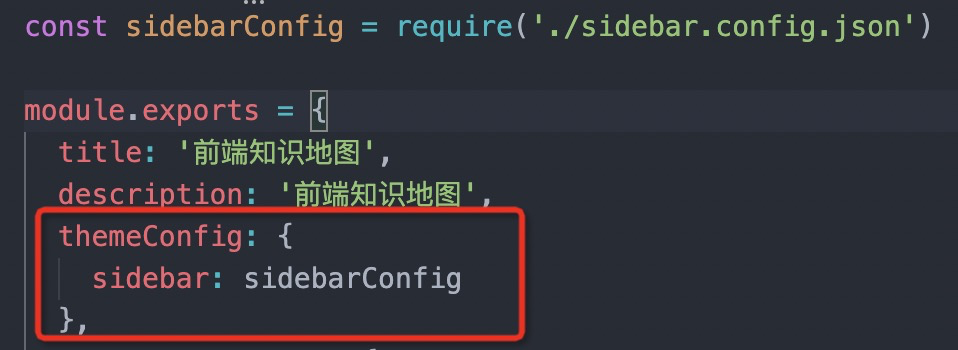 const sidebarConfig = require('./sidebar.config.json')
module.exports = {
title: '前端知识地图',
description: '前端知识地图',
themeConfig: {
sidebar: sidebarConfig
},